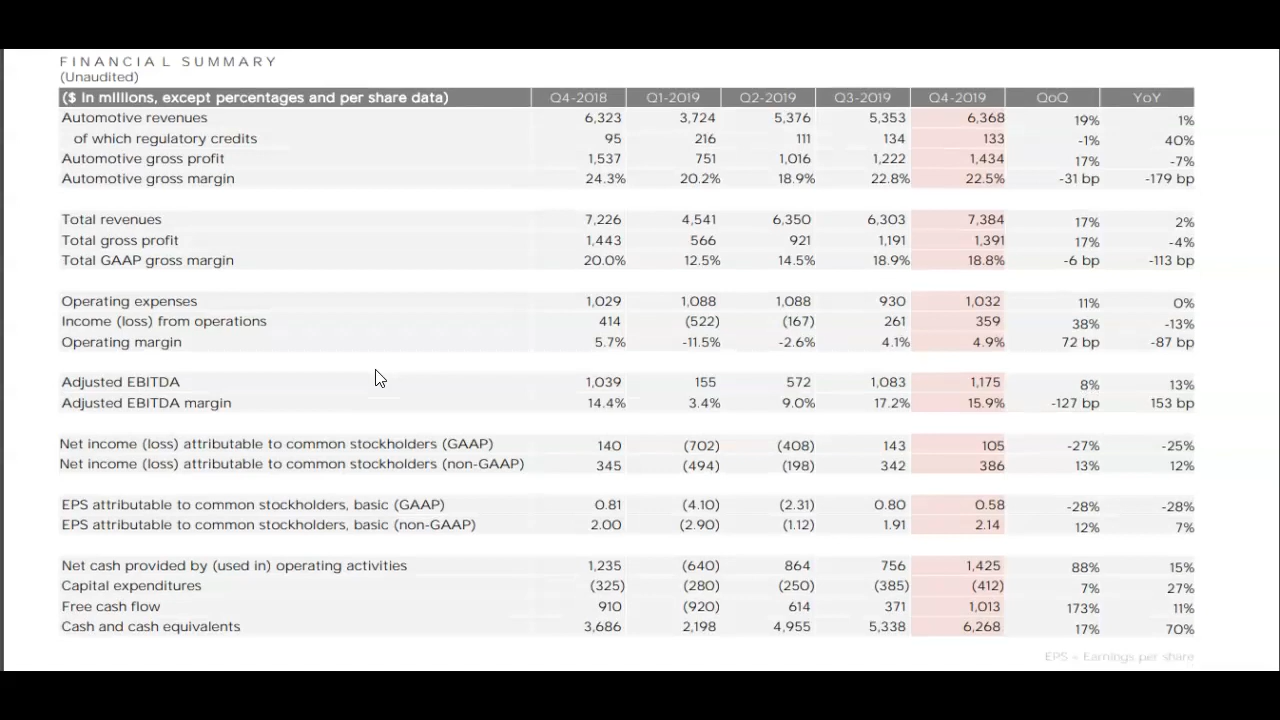 FINANCIAL SUMMARY
(Unaudited)
($ in millions, except percentages and per share data) Q4-2018 Q1-2019 Q2-2019 Q3-2019 Q4-2019 QoQ YoY
Automotive revenues 6,323 3,724 5,376 5,353 6,368 19% 1%
of which regulatory credits 95 216 111 134 133 -1% 40%
Automotive gross profit 1,537 751 1,016 1,222 1,434 17% -7%
Automotive gross margin 24.3% 20.2% 18.9% 22.8% 22.5% -31 bp -179 bp
Total revenues 7,226 4,541 6,350 6,303 7,384 17% 2%
Total gross profit 1,443 566 921 1,191 1,391 17% -4%
Total GAAP gross margin 20.0% 12.5% 14.5% 18.9% 18.8% -6 bp -113 bp
Operating expenses 1,029 1,088 1,088 930 1,032 11% 0%
Income (loss) from operations 414 (522) (167) 261 359 38% -13%
Operating margin 5.7% -11.5% -2.6% 4.1% 4.9% 72 bp -87 bp
Adjusted EBITDA 1,039 155 572 1,083 1,175 8% 13%
Adjusted EBITDA margin 14.4% 3.4% 9.0% 17.2% 15.9% -127 bp 153 bp
Net income (loss) attributable to common stockholders (GAAP) 140 (702) (408) 143 105 -27% -25%
Net income (loss) attributable to common stockholders (non-GAAP) 345 (494) (198) 342 386 13% 12%
EPS attributable to common stockholders, basic (GAAP) 0.81 (4.10) (2.31) 0.80 0.58 -28% -28%
EPS attributable to common stockholders, basic (non-GAAP) 2.00 (2.90) (1.12) 1.91 2.14 12% 7%
Net cash provided by (used in) operating activities 1,235 (640) 864 756 1,425 88% 15%
Capital expenditures (325) (280) (250) (385) (412) 7% 27%
Free cash flow 910 (920) 614 371 1,013 173% 11%
Cash and cash equivalents 3,686 2,198 4,955 5,338 6,268 17% 70%
EPS = Earnings per share